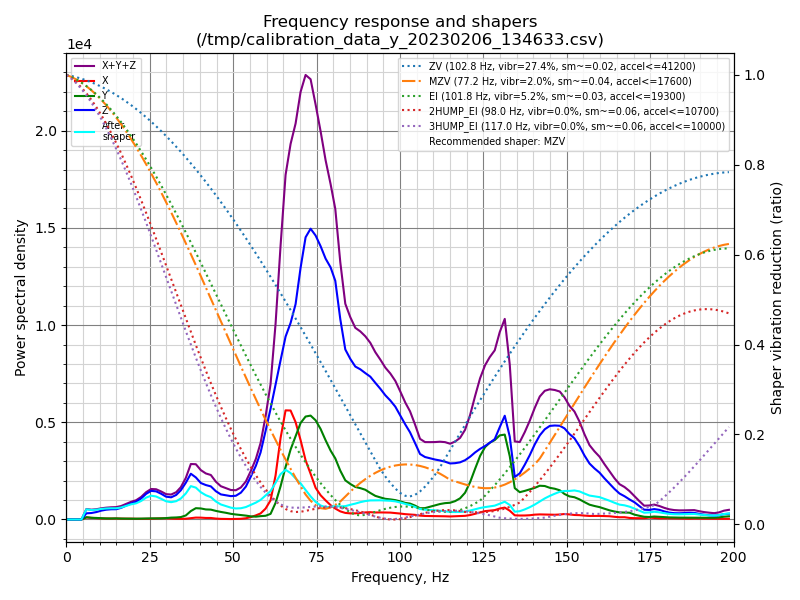 Frequency response and shapers
(/tmp/calibration_data_y_20230206_134633.csv)
1e4
X+Y+Z
X
Y
Z
After
shaper
ZV (102.8 Hz, vibr=27.4%, sm~=0.02, accel<=41200)
MZV (77.2 Hz, vibr=2.0%, sm~=0.04, accel<=17600)
EI (101.8 Hz, vibr=5.2%, sm~=0.03, accel<=19300)
2HUMP_EI (98.0 Hz, vibr=0.0%, sm~=0.06, accel<=10700)
3HUMP_EI (117.0 Hz, vibr=0.0%, sm~=0.06, accel<=10000)
Recommended shaper: MZV
Power spectral density
2.0
1.5
1.0
0.5
0.0
1.0
0.8
0.6
0.4
0.2
0.0
Shaper vibration reduction (ratio)
0 25 50 75 100 125 150 175 200
Frequency, Hz